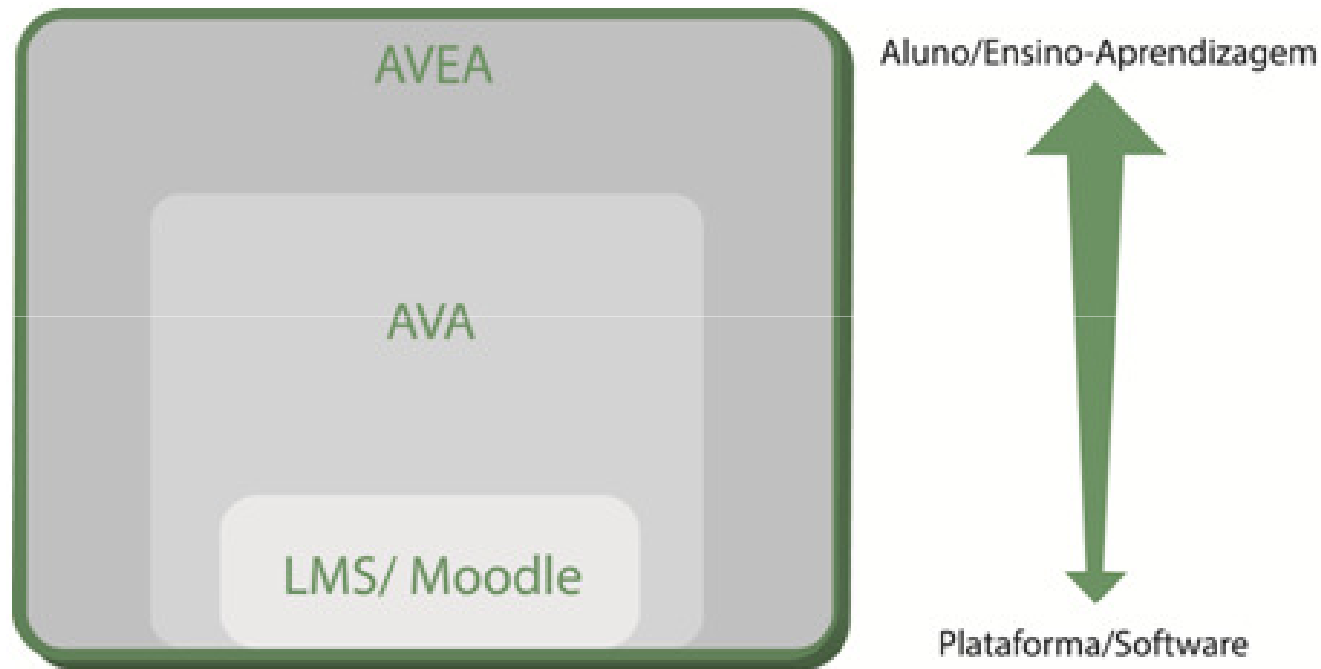 AVEA
Aluno/Ensino-Aprendizagem
AVA
LMS/ Moodle
Plataforma/Software